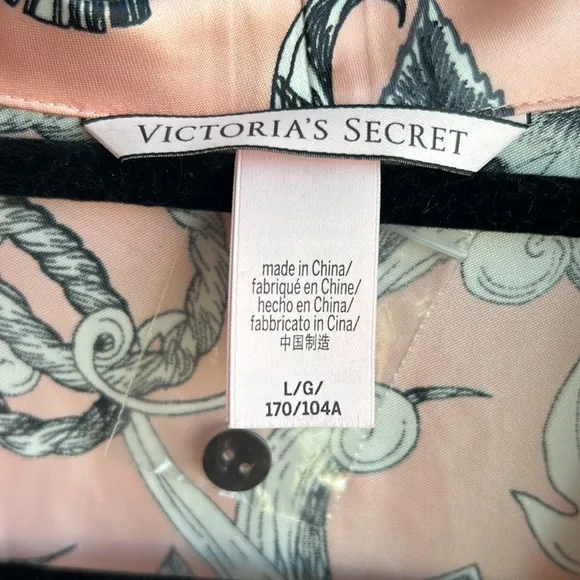 VICTORIA'S SECRET
made in China/
fabriqué en Chine/
hecho en China/
fabbricato in Cina/
中国制造
L/G/
170/104A